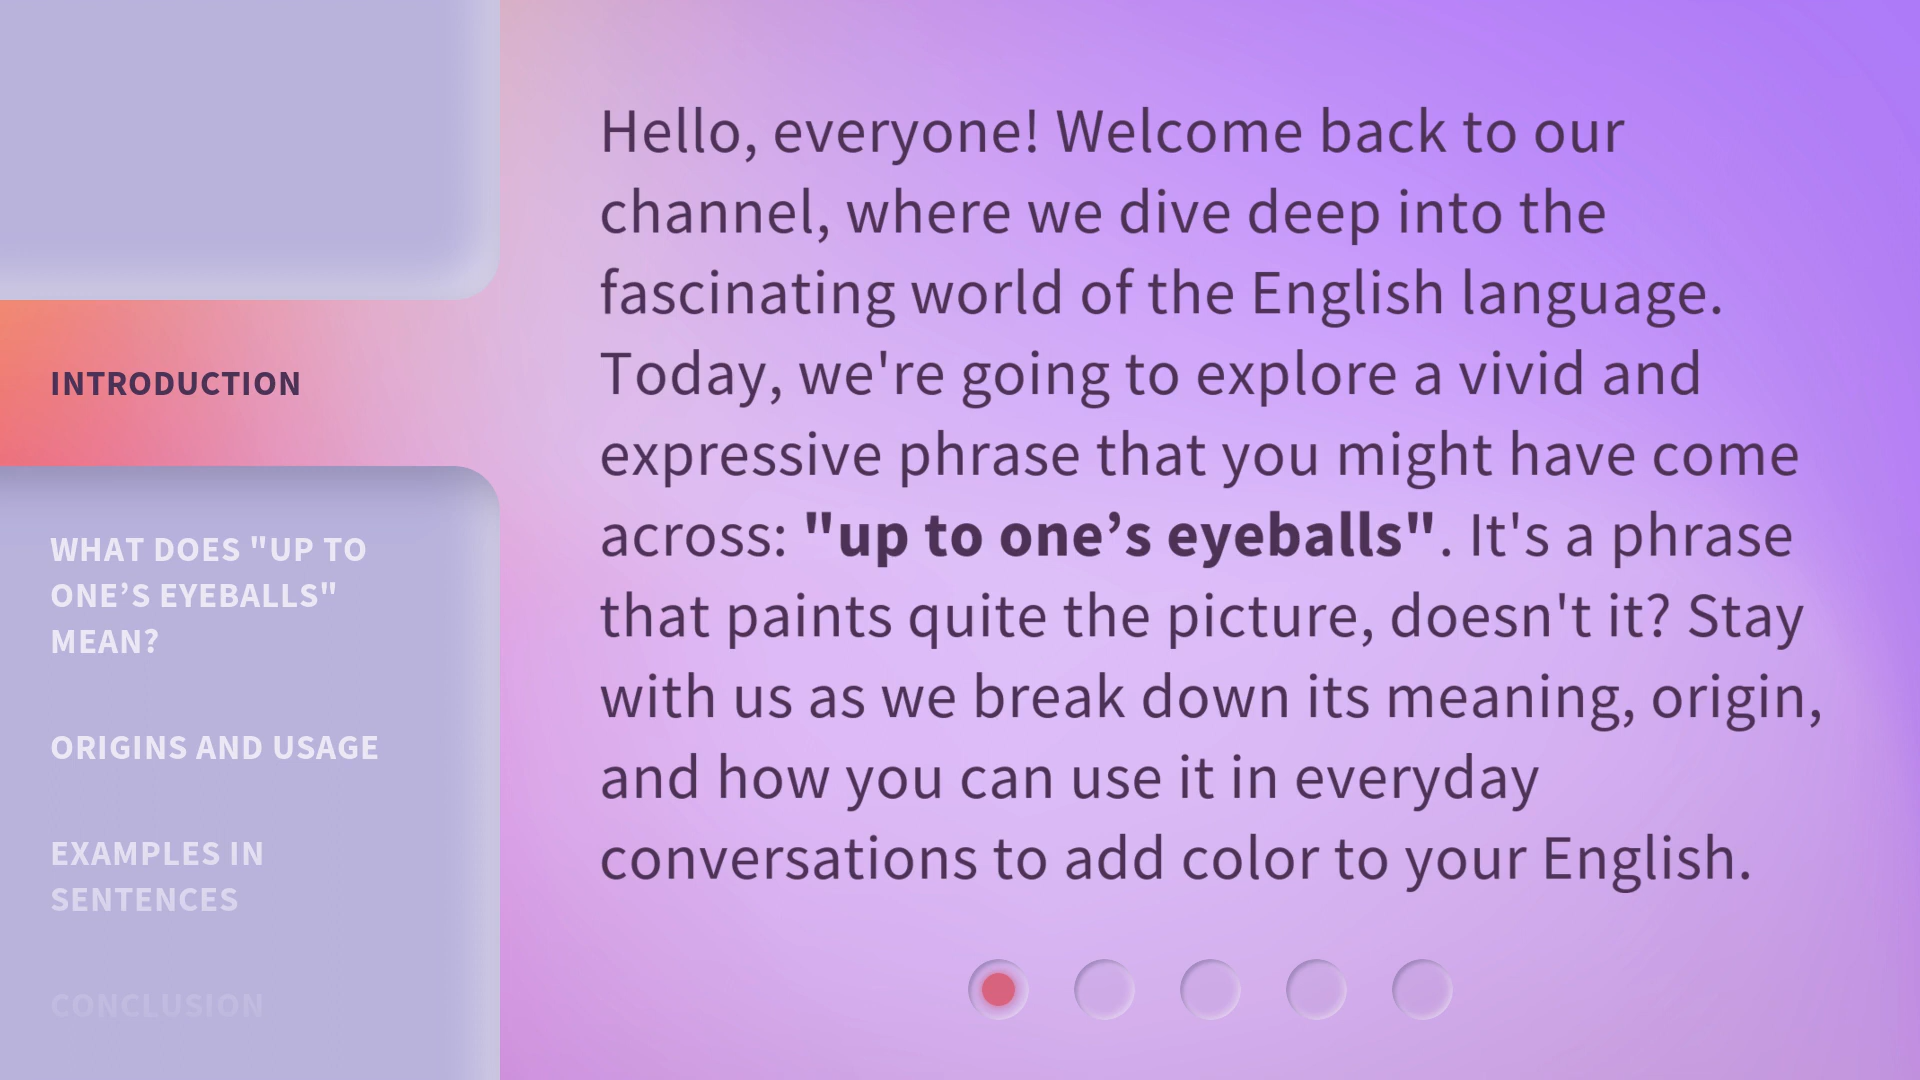 INTRODUCTION
WHAT DOES "UP TO
ONE’S EYEBALLS"
MEAN?
ORIGINS AND USAGE
EXAMPLES IN
SENTENCES
CONCLUSION
Hello, everyone! Welcome back to our
channel, where we dive deep into the
fascinating world of the English language.
Today, we're going to explore a vivid and
expressive phrase that you might have come
across: "up to one’s eyeballs". It's a phrase
that paints quite the picture, doesn't it? Stay
with us as we break down its meaning, origin,
and how you can use it in everyday
conversations to add color to your English.